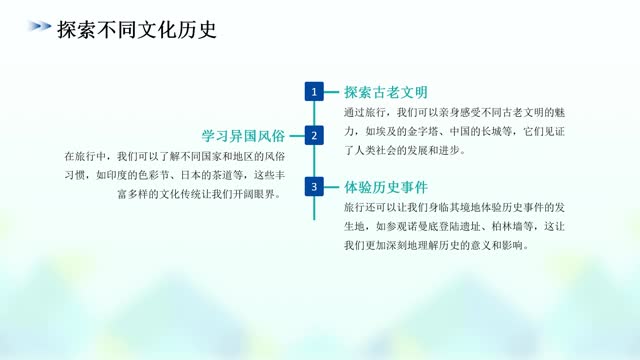 探索不同文化历史
1
探索古老文明
通过旅行，我们可以亲身感受不同古老文明的魅
力，如埃及的金字塔、中国的长城等，它们见证
了人类社会的发展和进步。
2
学习异国风俗
在旅行中，我们可以了解不同国家和地区的风俗
习惯，如印度的色彩节、日本的茶道等，这些丰
富多样的文化传统让我们开阔眼界。
3
体验历史事件
旅行还可以让我们身临其境地体验历史事件的发
生地，如参观诺曼底登陆遗址、柏林墙等，这让
我们更加深刻地理解历史的意义和影响。